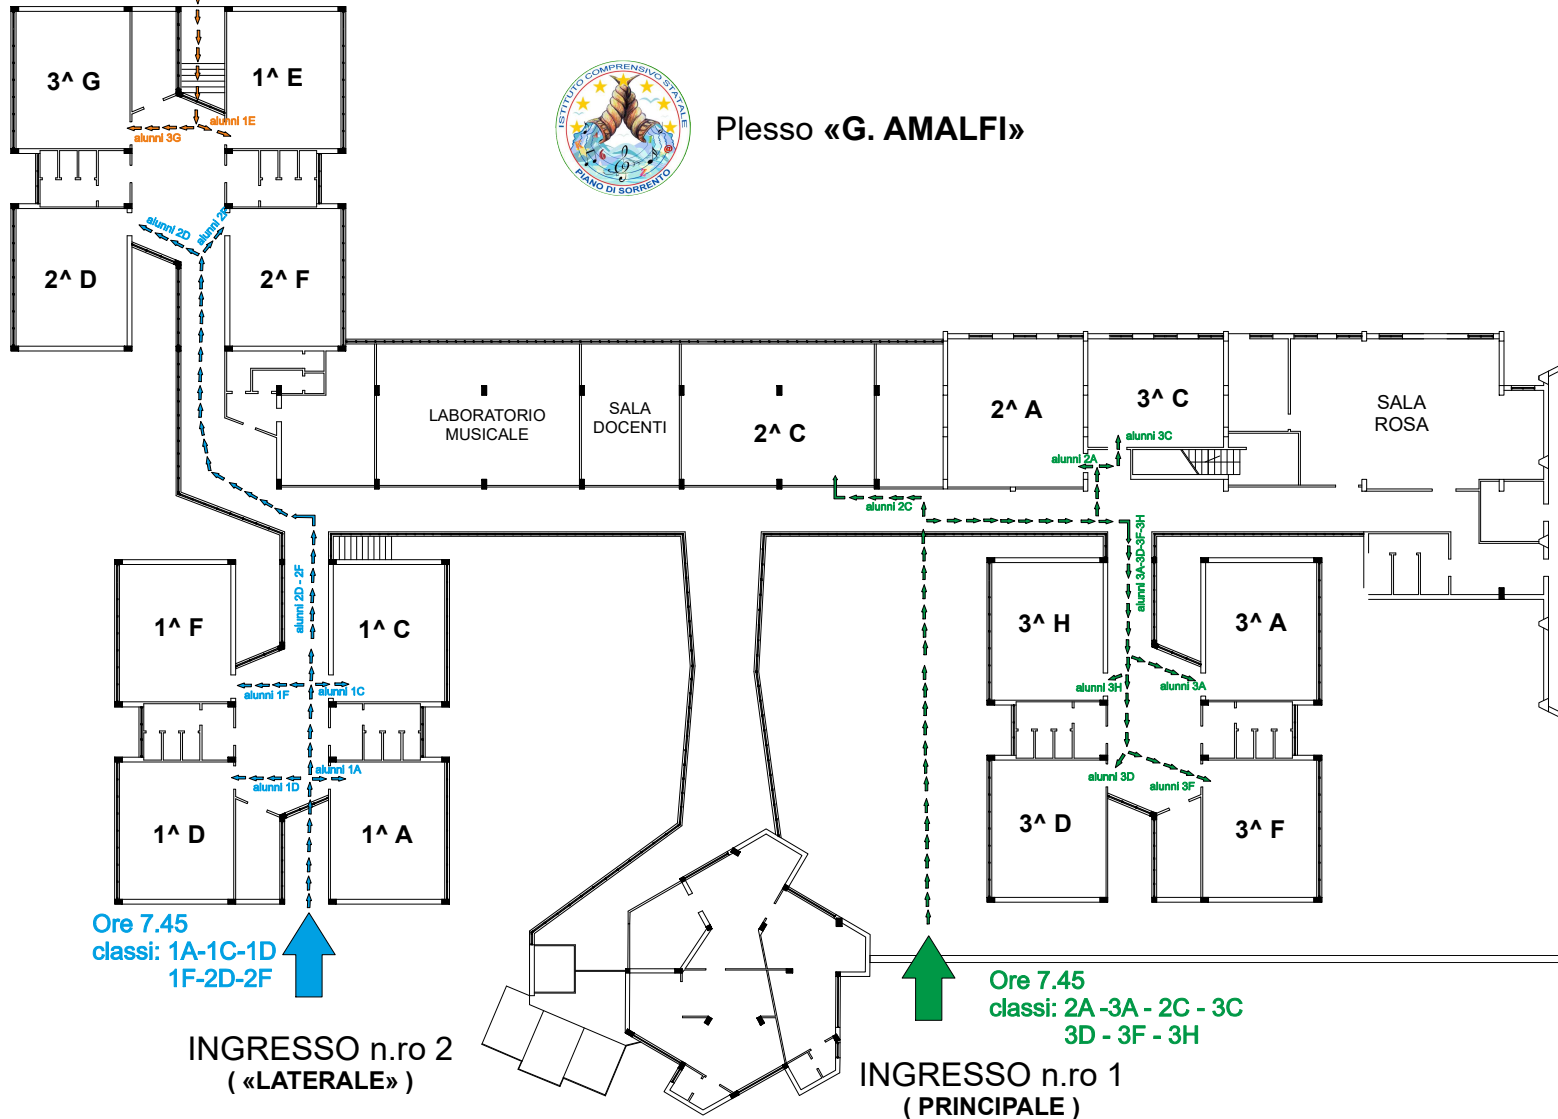 3^ G
1^ E
alunni 1E
alunni 3G
ISTITUTO COMPRENSIVO STATALE
PIANO DI SORRENTO
Plesso «G. AMALFI»
alunni 2D
alunni 2F
2^ D
2^ F
LABORATORIO
MUSICALE
SALA
DOCENTI
2^ C
2^ A
3^ C
SALA
ROSA
alunni 3C
alunni 2A
alunni 2C
alunni 3A-3D-3F-3H
alunni 2D - 2F
1^ F
1^ C
3^ H
3^ A
alunni 1F
alunni 1C
alunni 3H
alunni 3A
alunni 1A
alunni 1D
alunni 3D
alunni 3F
1^ D
1^ A
3^ D
3^ F
Ore 7.45
classi: 1A-1C-1D
1F-2D-2F
Ore 7.45
classi: 2A -3A - 2C - 3C
3D - 3F - 3H
INGRESSO n.ro 2
( «LATERALE» )
INGRESSO n.ro 1
( PRINCIPALE )